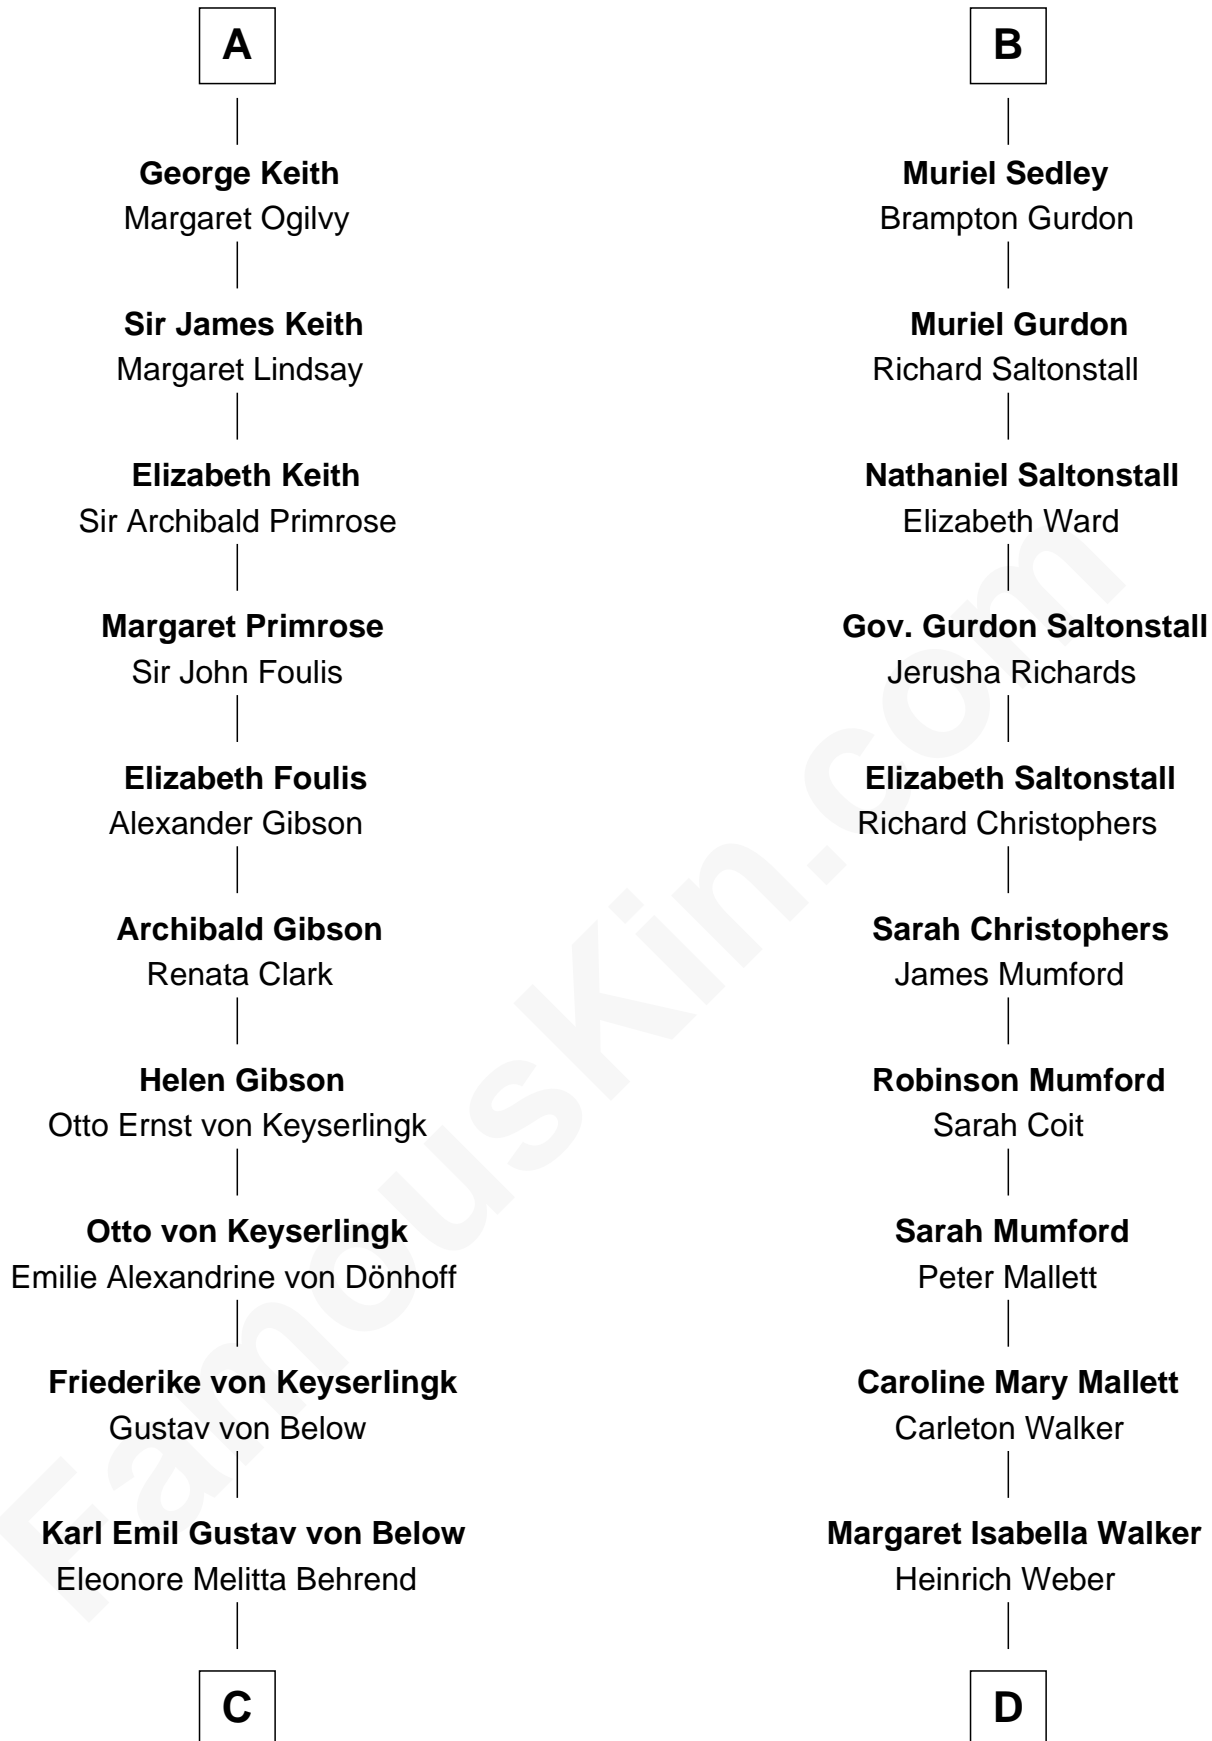 A
George Keith
Margaret Ogilvy
Sir James Keith
Margaret Lindsay
Elizabeth Keith
Sir Archibald Primrose
Margaret Primrose
Sir John Foulis
Elizabeth Foulis
Alexander Gibson
Archibald Gibson
Renata Clark
Helen Gibson
Otto Ernst von Keyserlingk
Otto von Keyserlingk
Emilie Alexandrine von Dönhoff
Friederike von Keyserlingk
Gustav von Below
Karl Emil Gustav von Below
Eleonore Melitta Behrend
C
B
Muriel Sedley
Brampton Gurdon
Muriel Gurdon
Richard Saltonstall
Nathaniel Saltonstall
Elizabeth Ward
Gov. Gurdon Saltonstall
Jerusha Richards
Elizabeth Saltonstall
Richard Christophers
Sarah Christophers
James Mumford
Robinson Mumford
Sarah Coit
Sarah Mumford
Peter Mallett
Caroline Mary Mallett
Carleton Walker
Margaret Isabella Walker
Heinrich Weber
D
FamousKin.com